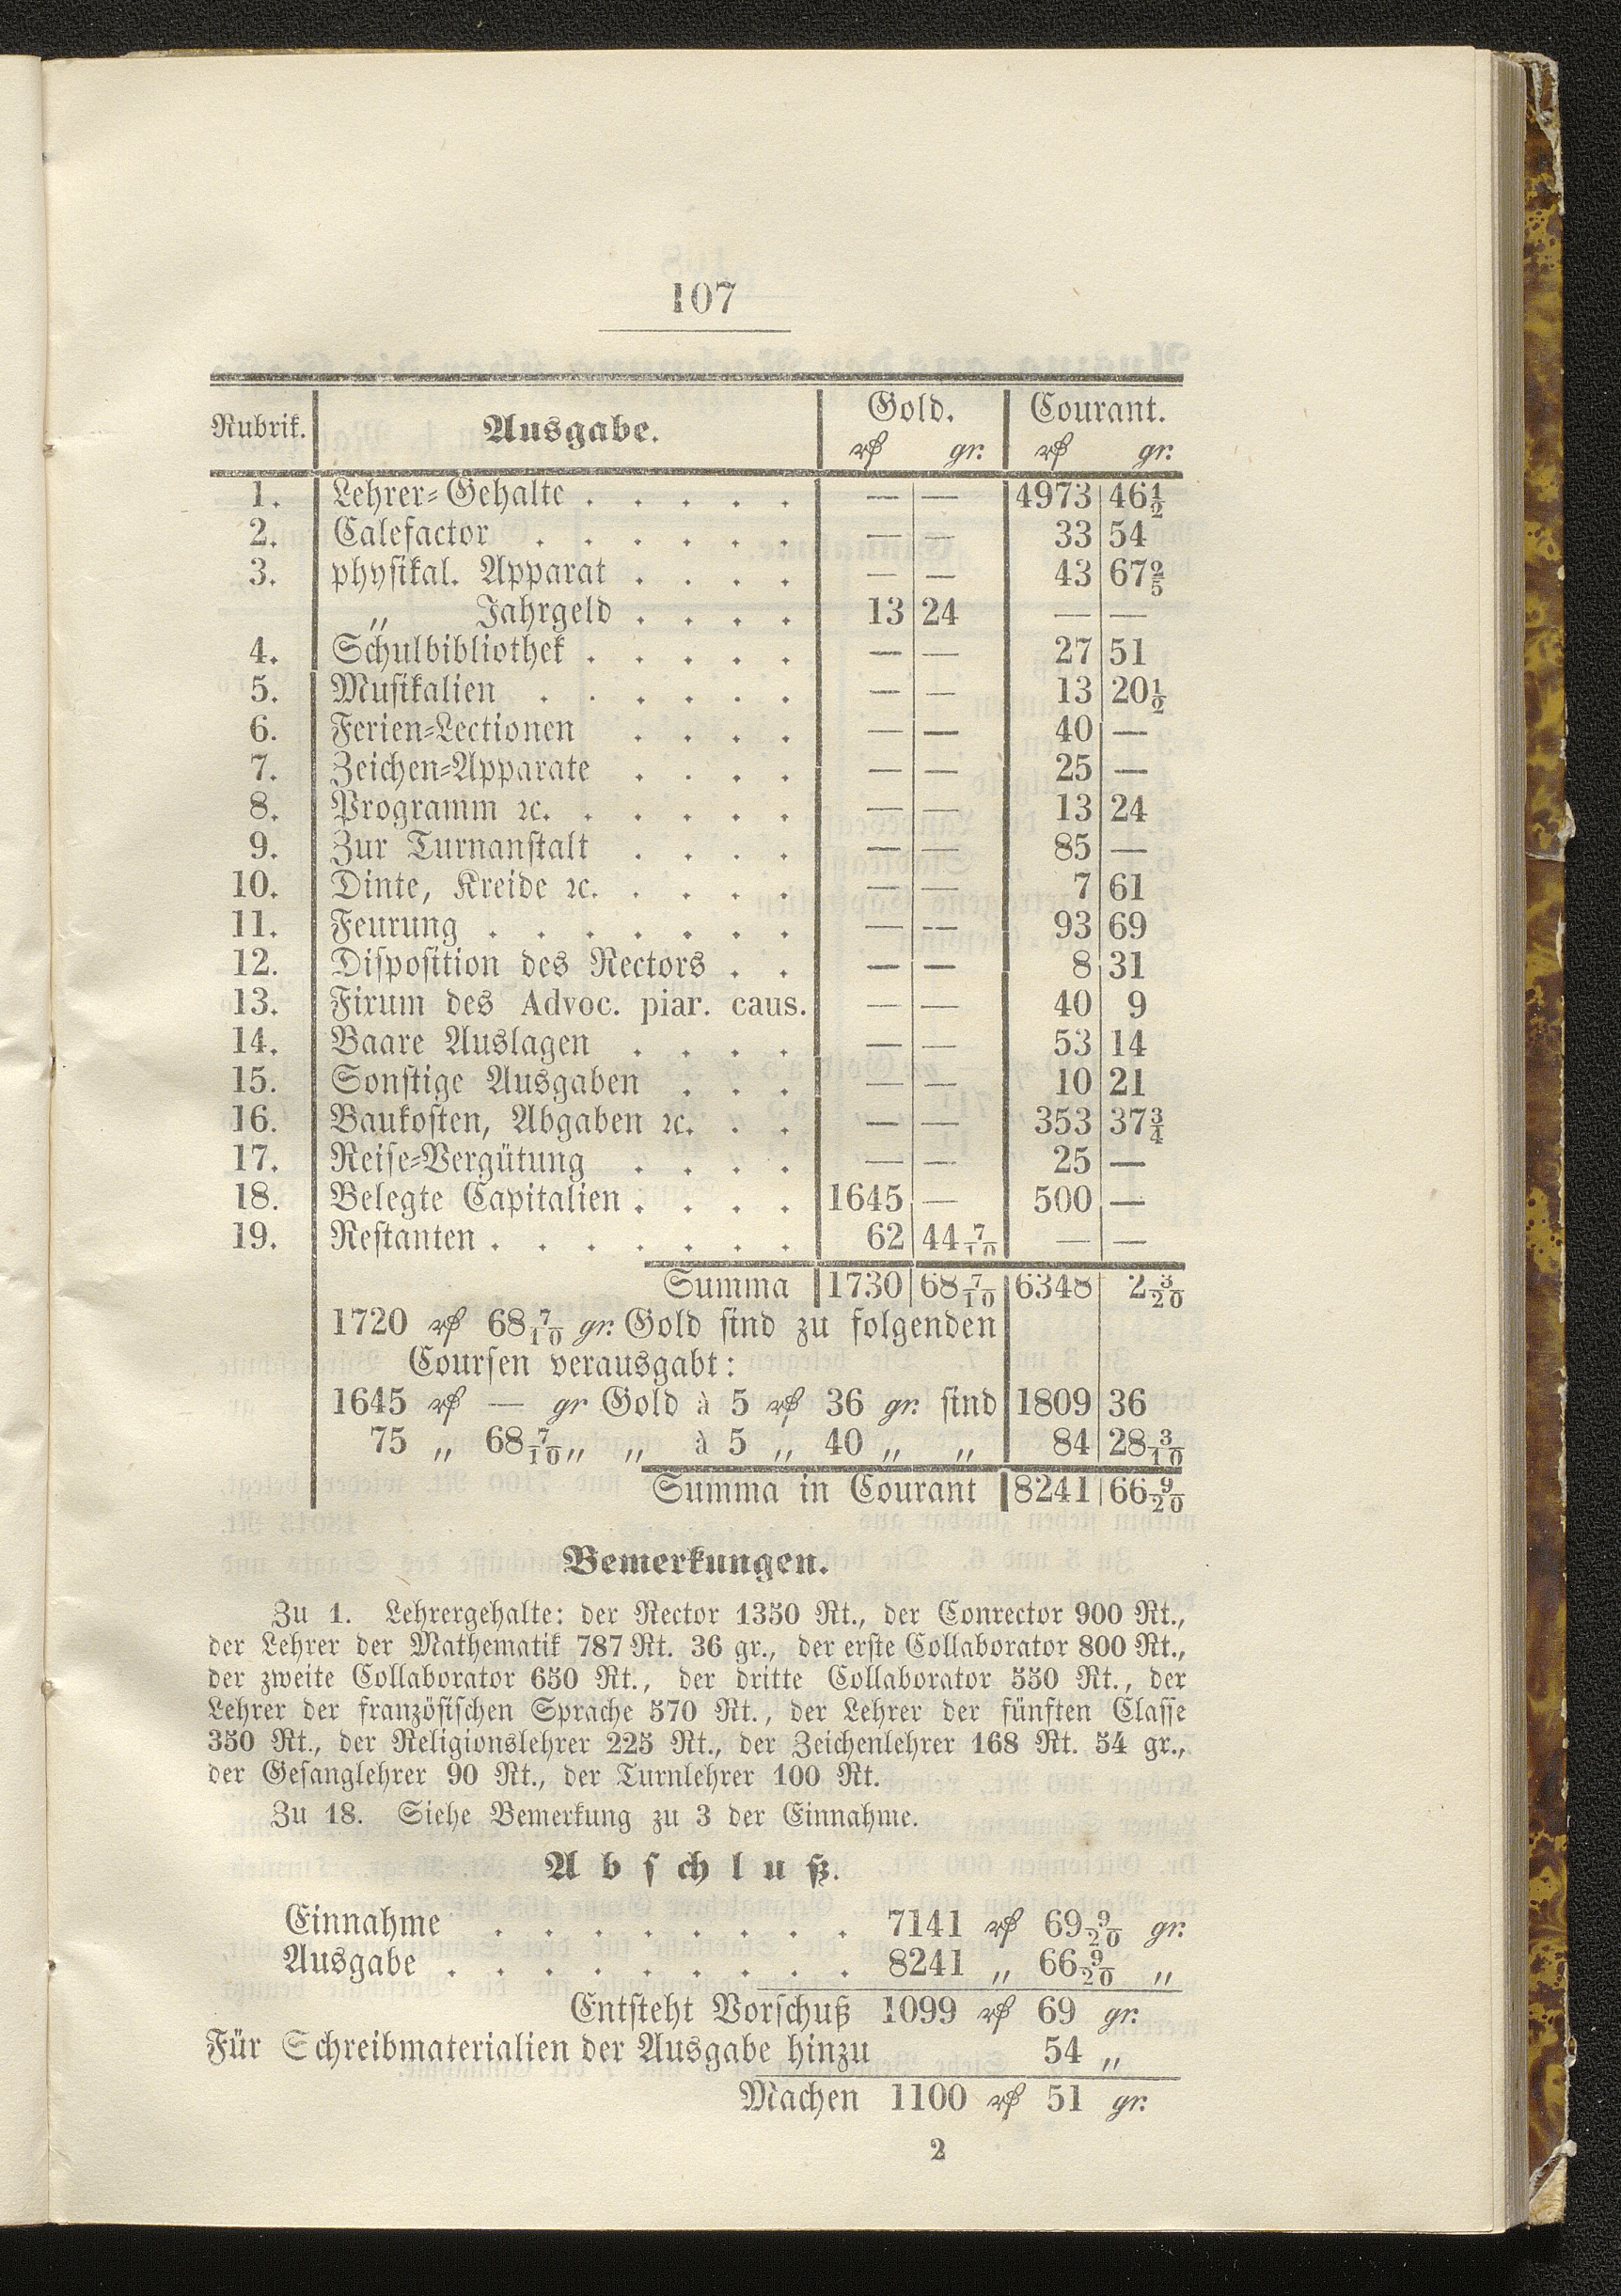 107
Rubrik. Ausgabe. Gold. Courant.
₰ gr. ₰ gr.
1. Lehrer-Gehalte . . . . . — — 4973 46½
2. Calefactor . . . . . . — — 33 54
3. physikal. Apparat . . . . — — 43 67⅖
„ Jahrgeld . . . . 13 24 — —
4. Schulbibliothek . . . . . — — 27 51
5. Musikalien . . . . . . — — 13 20½
6. Ferien-Lectionen . . . . — — 40 —
7. Zeichen-Apparate . . . . — — 25 —
8. Programm ꝛc. . . . . . — — 13 24
9. Zur Turnanstalt . . . . — — 85 —
10. Dinte, Kreide ꝛc. . . . . — — 7 61
11. Feurung . . . . . . . — — 93 69
12. Disposition des Rectors . . — — 8 31
13. Fixum des Advoc. piar. caus. — — 40 9
14. Baare Auslagen . . . . — — 53 14
15. Sonstige Ausgaben . . . — — 10 21
16. Baukosten, Abgaben ꝛc. . . — — 353 37¾
17. Reise-Vergütung . . . . — — 25 —
18. Belegte Capitalien . . . . 1645 — 500 —
19. Restanten . . . . . . . 62 44 7/10 — —
Summa 1730 68 7/10 6348 2 3/20
1720 ₰ 68 7/10 gr. Gold sind zu folgenden
Coursen verausgabt:
1645 ₰ — gr Gold à 5 ₰ 36 gr. sind 1809 36
75 „ 68 7/10 „ „ à 5 „ 40 „ „ 84 28 3/10
Summa in Courant 8241 66 9/20
Bemerkungen.
Zu 1. Lehrergehalte: der Rector 1350 Rt., der Conrector 900 Rt.,
der Lehrer der Mathematik 787 Rt. 36 gr., der erste Collaborator 800 Rt.,
der zweite Collaborator 650 Rt., der dritte Collaborator 550 Rt., der
Lehrer der französischen Sprache 570 Rt., der Lehrer der fünften Classe
350 Rt., der Religionslehrer 225 Rt., der Zeichenlehrer 168 Rt. 54 gr.,
der Gesanglehrer 90 Rt., der Turnlehrer 100 Rt.
Zu 18. Siehe Bemerkung zu 3 der Einnahme.
Abschluß.
Einnahme . . . . . . . . 7141 ₰ 69 9/20 gr.
Ausgabe . . . . . . . . . 8241 „ 66 9/20 „
Entsteht Vorschuß 1099 ₰ 69 gr.
Für Schreibmaterialien der Ausgabe hinzu 54 „
Machen 1100 ₰ 51 gr.
2